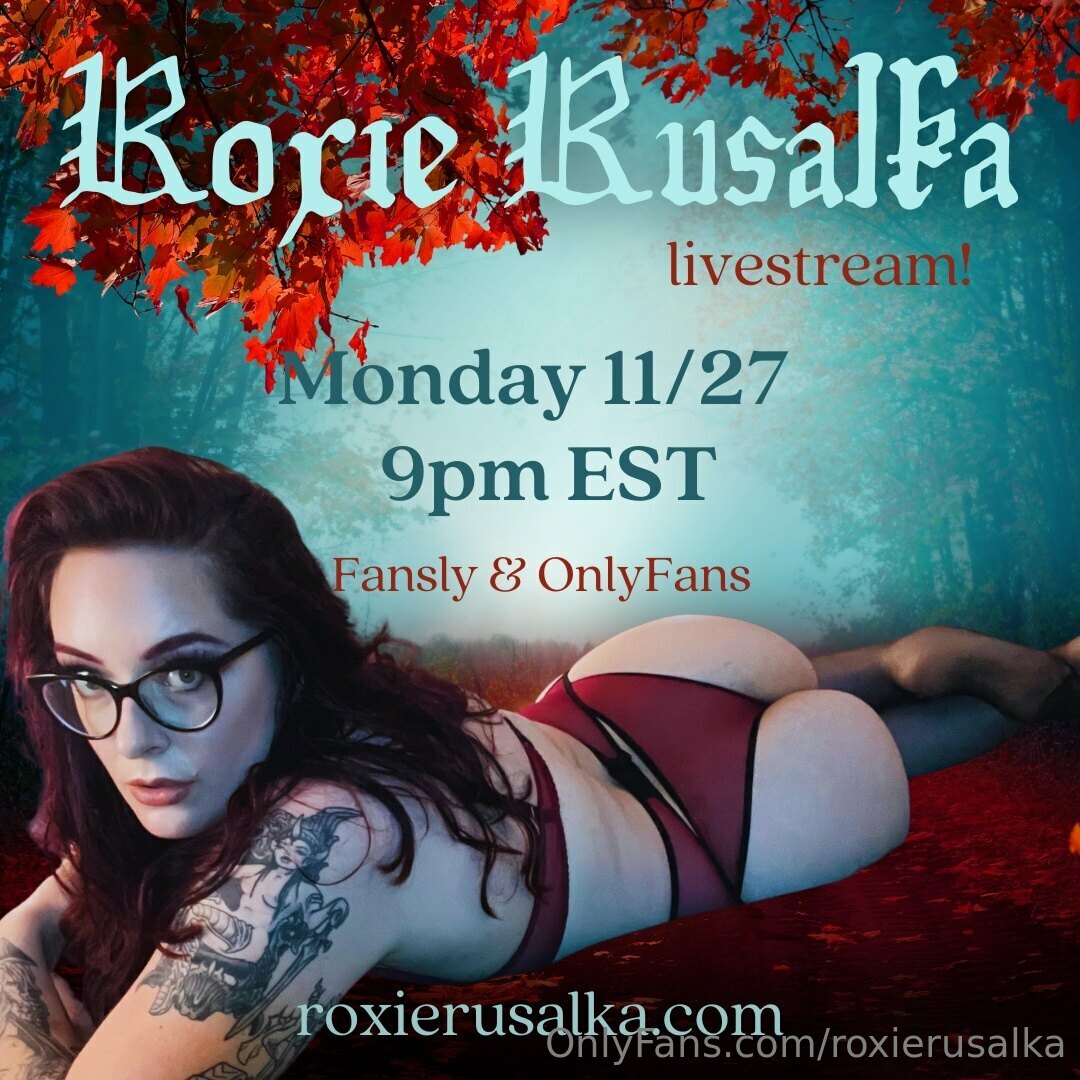 Roxie Rusalka
livestream!
Monday 11/27
9pm EST
Fansly & OnlyFans
roxierusalka.com
OnlyFans.com/roxierusalka